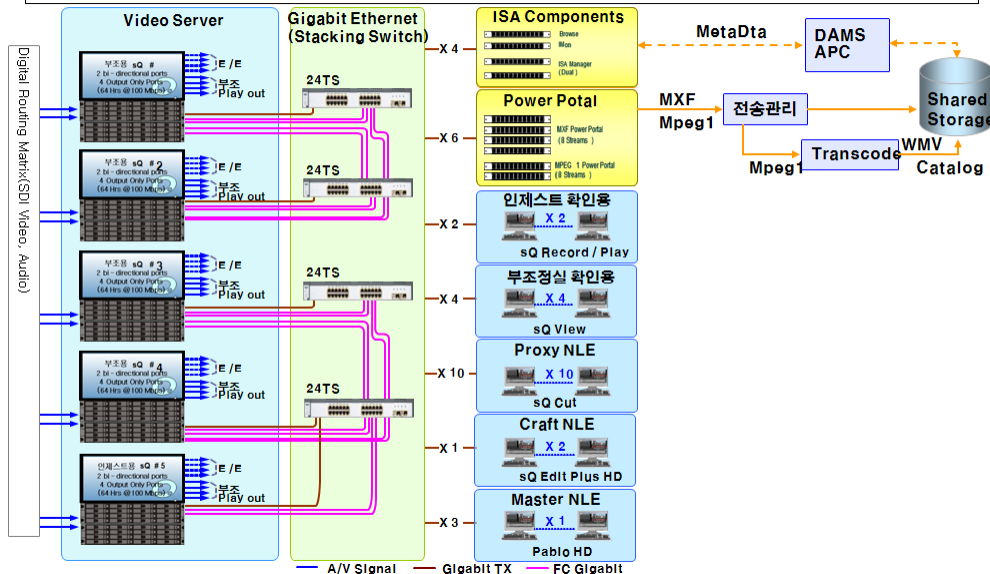 Video Server
Gigabit Ethernet
(Stacking Switch)
ISA Components
Digital Routing Matrix(SDI Video, Audio)
부조용 sQ #
2 bi - directional ports
4 Output Only Ports
(64 Hrs @100 Mbps)
E / E
부조
Play out
부조용 sQ # 2
2 bi - directional ports
4 Output Only Ports
(64 Hrs @100 Mbps)
E / E
부조
Play out
부조용 sQ # 3
2 bi - directional ports
4 Output Only Ports
(64 Hrs @100 Mbps)
E / E
부조
Play out
부조용 sQ # 4
2 bi - directional ports
4 Output Only Ports
(64 Hrs @100 Mbps)
E / E
부조
Play out
인제스트용 sQ # 5
2 bi - directional ports
4 Output Only Ports
(64 Hrs @100 Mbps)
E / E
부조
Play out
24TS
24TS
24TS
24TS
X 4
X 6
X 2
X 4
X 10
X 1
X 3
Browse
IMon
ISA Manager
(Dual)
Power Potal
MXF Power Portal
(8 Streams)
MPEG 1 Power Portal
(8 Streams)
인제스트 확인용
X 2
sQ Record / Play
부조정실 확인용
X 4
sQ View
Proxy NLE
X 10
sQ Cut
Craft NLE
X 2
sQ Edit Plus HD
Master NLE
X 1
Pablo HD
MetaDta
DAMS
APC
MXF
Mpeg1
전송관리
Shared
Storage
Mpeg1
Transcode
WMV
Catalog
A/V Signal
Gigabit TX
FC Gigabit